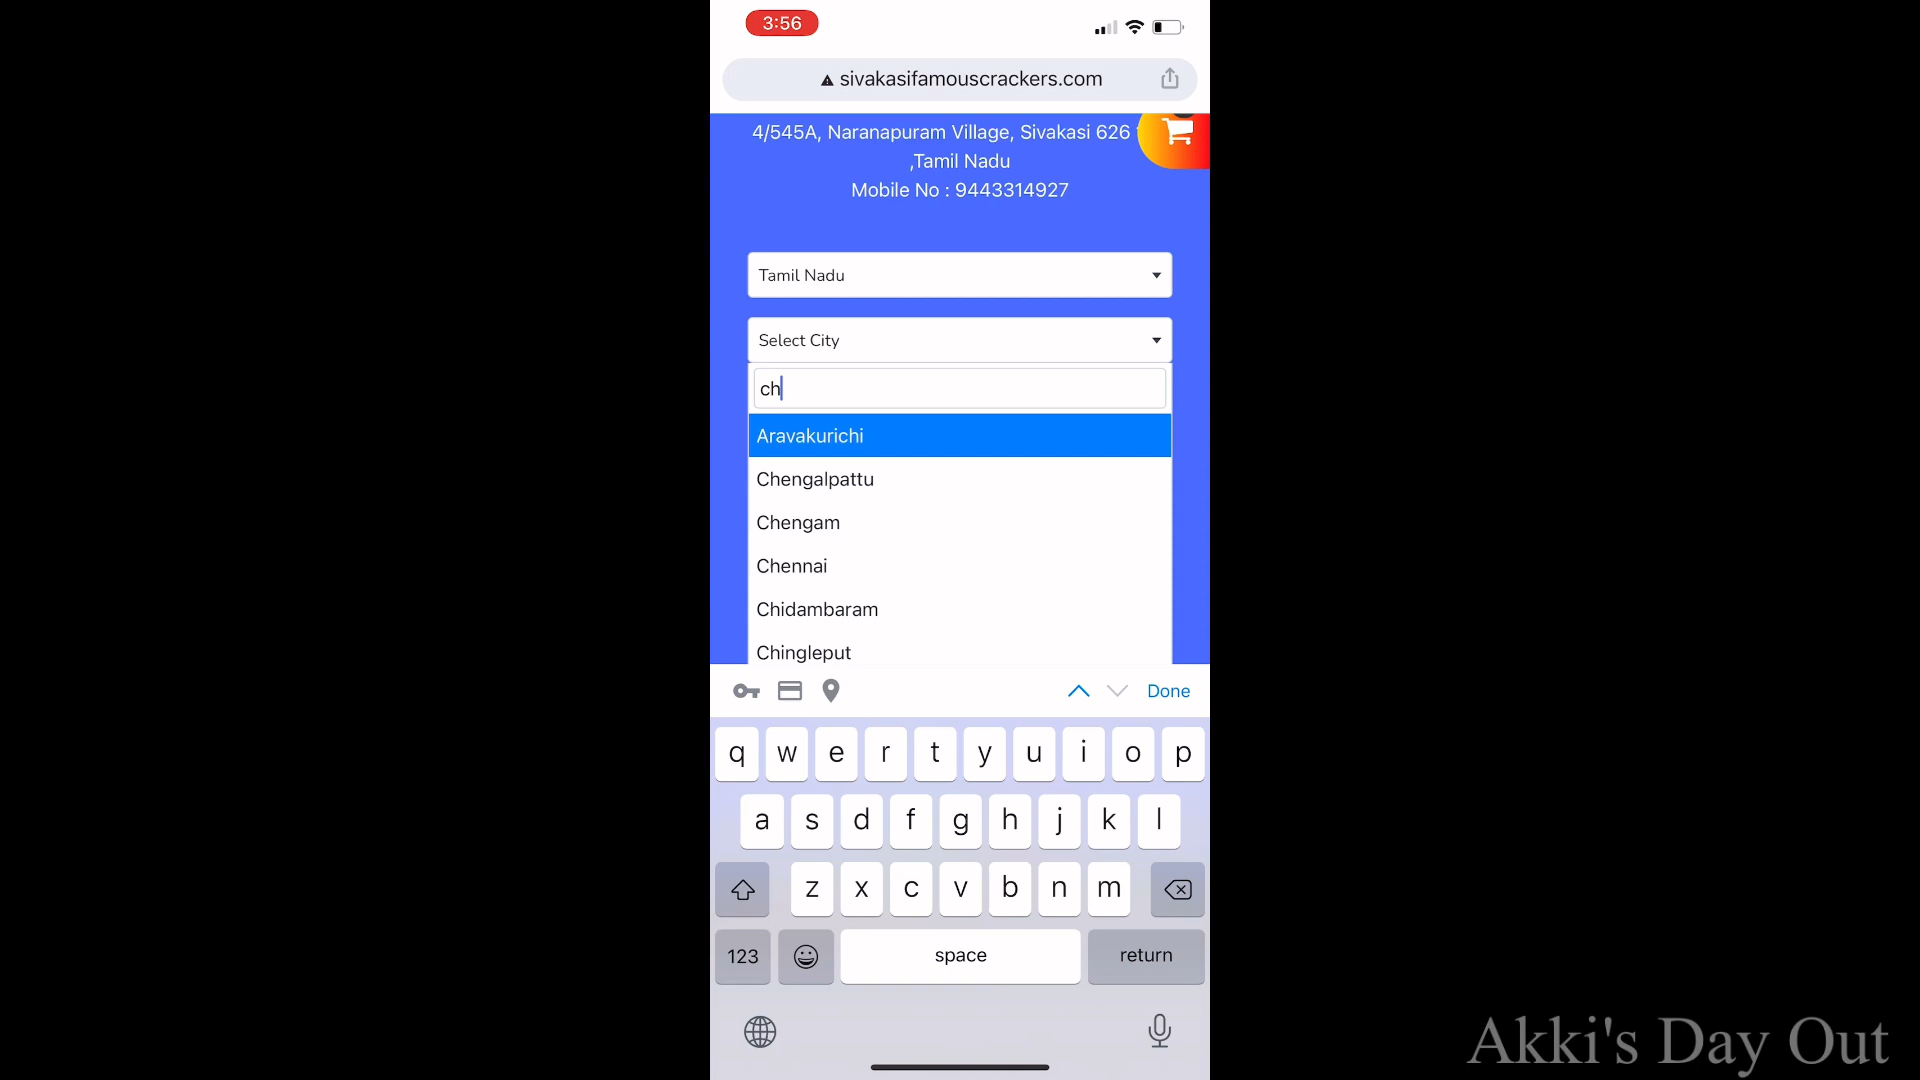 3:56
sivakasifamouscrackers.com
4/545A, Naranapuram Village, Sivakasi 626
,Tamil Nadu
Mobile No : 9443314927
Tamil Nadu
Select City
ch
Aravakurichi
Chengalpattu
Chengam
Chennai
Chidambaram
Chingleput
Done
q w e r t y u i o p
a s d f g h j k l
z x c v b n m
123 space return
Akki's Day Out